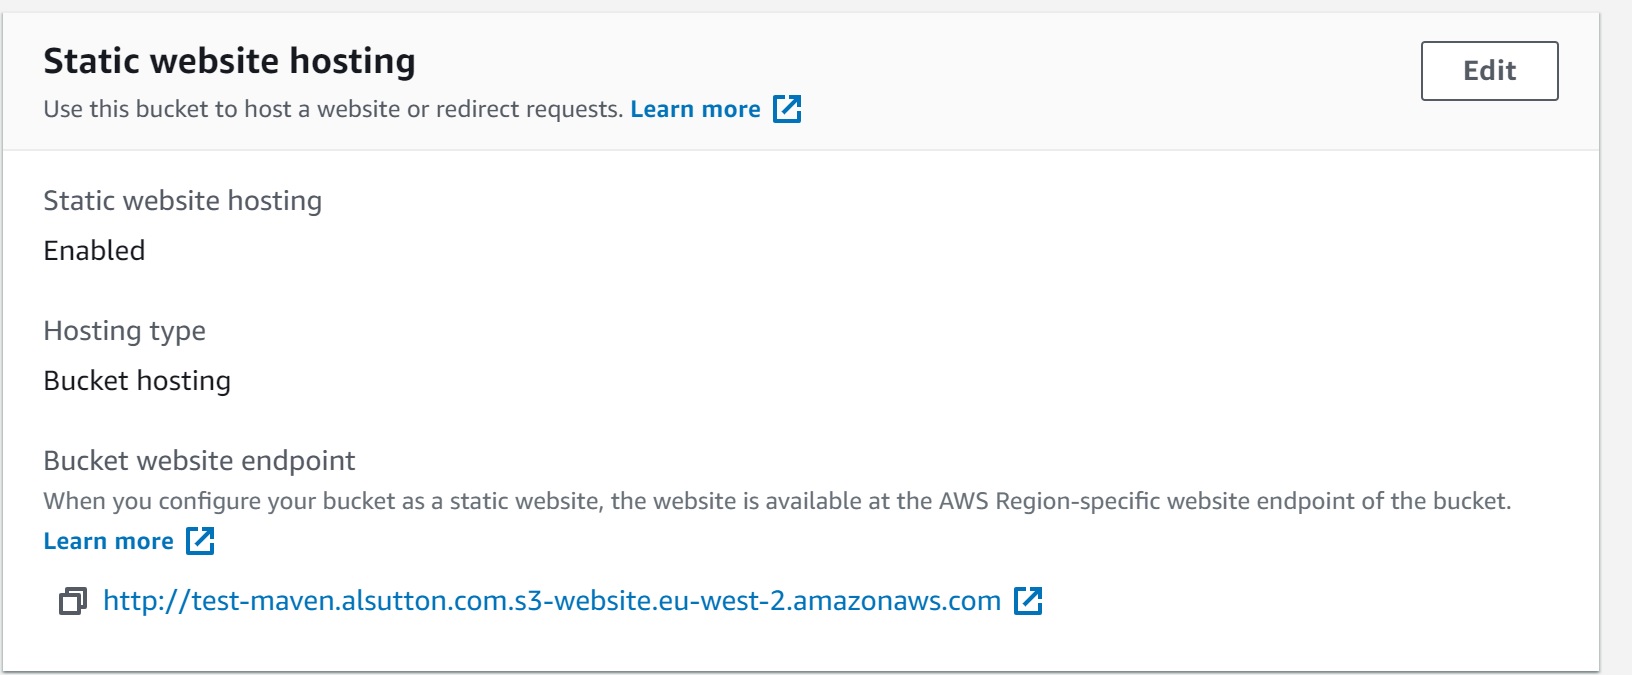 Static website hosting
Edit
Use this bucket to host a website or redirect requests. Learn more
Static website hosting
Enabled
Hosting type
Bucket hosting
Bucket website endpoint
When you configure your bucket as a static website, the website is available at the AWS Region-specific website endpoint of the bucket.
Learn more
http://test-maven.alsutton.com.s3-website.eu-west-2.amazonaws.com